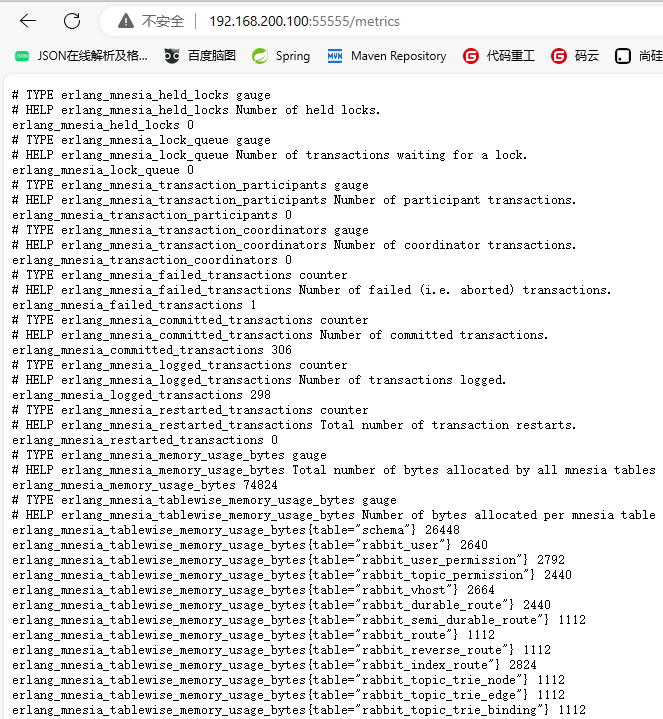 不安全 192.168.200.100:55555/metrics
JSON在线解析及格... 百度脑图 Spring Maven Repository 代码重工 码云 尚硅
# TYPE erlang_mnesia_held_locks gauge
# HELP erlang_mnesia_held_locks Number of held locks.
erlang_mnesia_held_locks 0
# TYPE erlang_mnesia_lock_queue gauge
# HELP erlang_mnesia_lock_queue Number of transactions waiting for a lock.
erlang_mnesia_lock_queue 0
# TYPE erlang_mnesia_transaction_participants gauge
# HELP erlang_mnesia_transaction_participants Number of participant transactions.
erlang_mnesia_transaction_participants 0
# TYPE erlang_mnesia_transaction_coordinators gauge
# HELP erlang_mnesia_transaction_coordinators Number of coordinator transactions.
erlang_mnesia_transaction_coordinators 0
# TYPE erlang_mnesia_failed_transactions counter
# HELP erlang_mnesia_failed_transactions Number of failed (i.e. aborted) transactions.
erlang_mnesia_failed_transactions 1
# TYPE erlang_mnesia_committed_transactions counter
# HELP erlang_mnesia_committed_transactions Number of committed transactions.
erlang_mnesia_committed_transactions 306
# TYPE erlang_mnesia_logged_transactions counter
# HELP erlang_mnesia_logged_transactions Number of transactions logged.
erlang_mnesia_logged_transactions 298
# TYPE erlang_mnesia_restarted_transactions counter
# HELP erlang_mnesia_restarted_transactions Total number of transaction restarts.
erlang_mnesia_restarted_transactions 0
# TYPE erlang_mnesia_memory_usage_bytes gauge
# HELP erlang_mnesia_memory_usage_bytes Total number of bytes allocated by all mnesia tables
erlang_mnesia_memory_usage_bytes 74824
# TYPE erlang_mnesia_tablewise_memory_usage_bytes gauge
# HELP erlang_mnesia_tablewise_memory_usage_bytes Number of bytes allocated per mnesia table
erlang_mnesia_tablewise_memory_usage_bytes{table="schema"} 26448
erlang_mnesia_tablewise_memory_usage_bytes{table="rabbit_user"} 2640
erlang_mnesia_tablewise_memory_usage_bytes{table="rabbit_user_permission"} 2792
erlang_mnesia_tablewise_memory_usage_bytes{table="rabbit_topic_permission"} 2440
erlang_mnesia_tablewise_memory_usage_bytes{table="rabbit_vhost"} 2664
erlang_mnesia_tablewise_memory_usage_bytes{table="rabbit_durable_route"} 2440
erlang_mnesia_tablewise_memory_usage_bytes{table="rabbit_semi_durable_route"} 1112
erlang_mnesia_tablewise_memory_usage_bytes{table="rabbit_route"} 1112
erlang_mnesia_tablewise_memory_usage_bytes{table="rabbit_reverse_route"} 1112
erlang_mnesia_tablewise_memory_usage_bytes{table="rabbit_index_route"} 2824
erlang_mnesia_tablewise_memory_usage_bytes{table="rabbit_topic_trie_node"} 1112
erlang_mnesia_tablewise_memory_usage_bytes{table="rabbit_topic_trie_edge"} 1112
erlang_mnesia_tablewise_memory_usage_bytes{table="rabbit_topic_trie_binding"} 1112